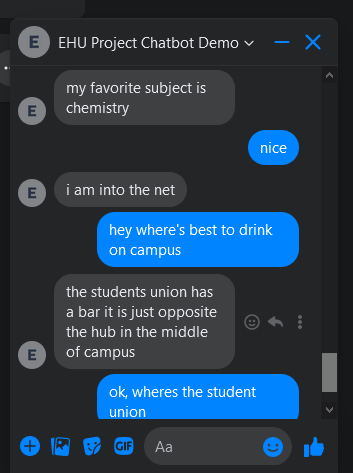 E EHU Project Chatbot Demo
my favorite subject is
chemistry
E
nice
i am into the net
E
hey where's best to drink
on campus
the students union has
a bar it is just opposite
the hub in the middle
of campus
E
ok, wheres the student
union
GIF Aa